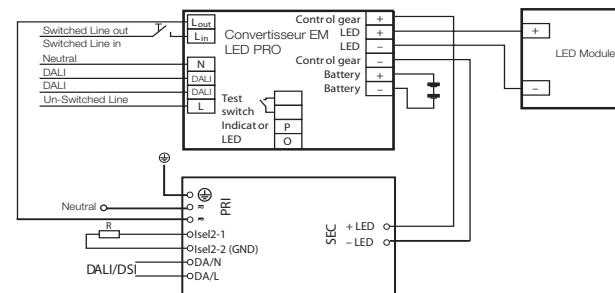 Switched Line out
Switched Line in
Neutral
DALI
DALI
Un-Switched Line
Lout
Lin
N
DALI
DALI
L
Convertisseur EM
LED PRO
Test
switch
Indicator
LED
P
O
Control gear +
LED +
LED –
Control gear –
Battery +
Battery –
+
–
LED Module
Neutral
R
DALI/DSI
PRI
Isel2-1
Isel2-2 (GND)
DA/N
DA/L
SEC
+ LED
– LED